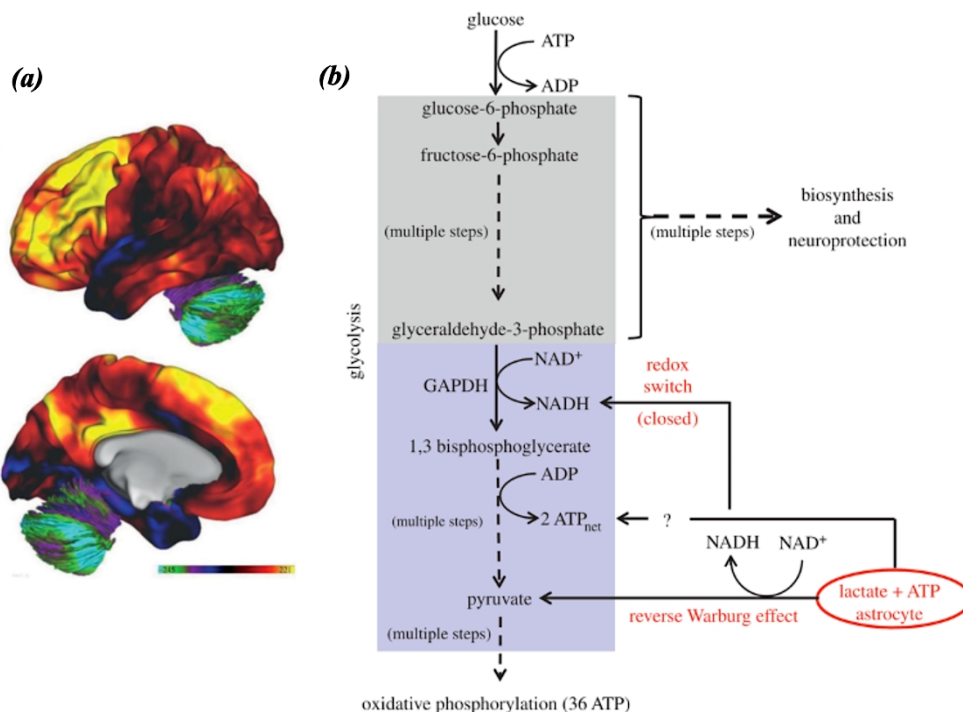 (a)
(b)
glucose
ATP
ADP
glucose-6-phosphate
fructose-6-phosphate
(multiple steps)
biosynthesis
and
neuroprotection
(multiple steps)
glyceraldehyde-3-phosphate
glycolysis
GAPDH
NAD+
NADH
redox
switch
(closed)
1,3 bisphosphoglycerate
ADP
(multiple steps)
2 ATPnet
?
NADH
NAD+
lactate + ATP
astrocyte
pyruvate
reverse Warburg effect
(multiple steps)
oxidative phosphorylation (36 ATP)
-245
221